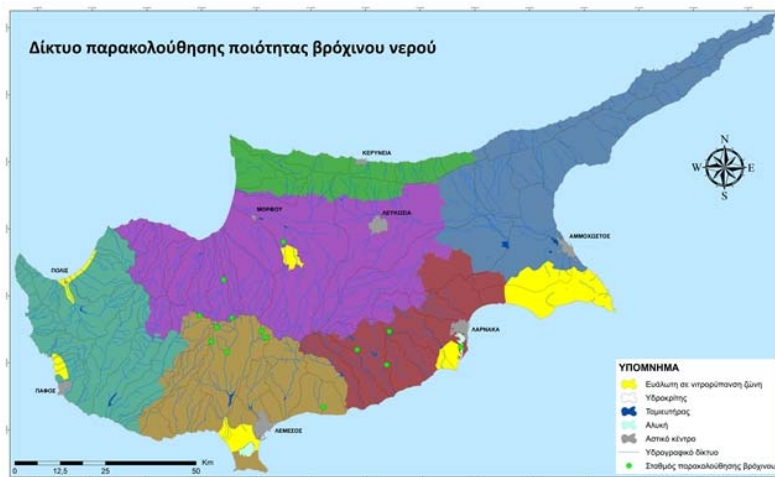 Δίκτυο παρακολούθησης ποιότητας βρόχινου νερού
ΚΕΡΥΝΕΙΑ
N
W E
S
ΜΟΡΦΟΥ
ΛΕΥΚΩΣΙΑ
ΑΜΜΟΧΩΣΤΟΣ
ΠΟΛΙΣ
ΛΑΡΝΑΚΑ
ΠΑΦΟΣ
ΛΕΜΕΣΟΣ
ΥΠΟΜΝΗΜΑ
Ευάλωτη σε νιτρορύπανση ζώνη
Υδροκρίτης
Ταμιευτήρας
Αλυκή
Αστικό κέντρο
Υδρογραφικό δίκτυο
Σταθμός παρακολούθησης βρόχινου
Km
0 12,5 25 50